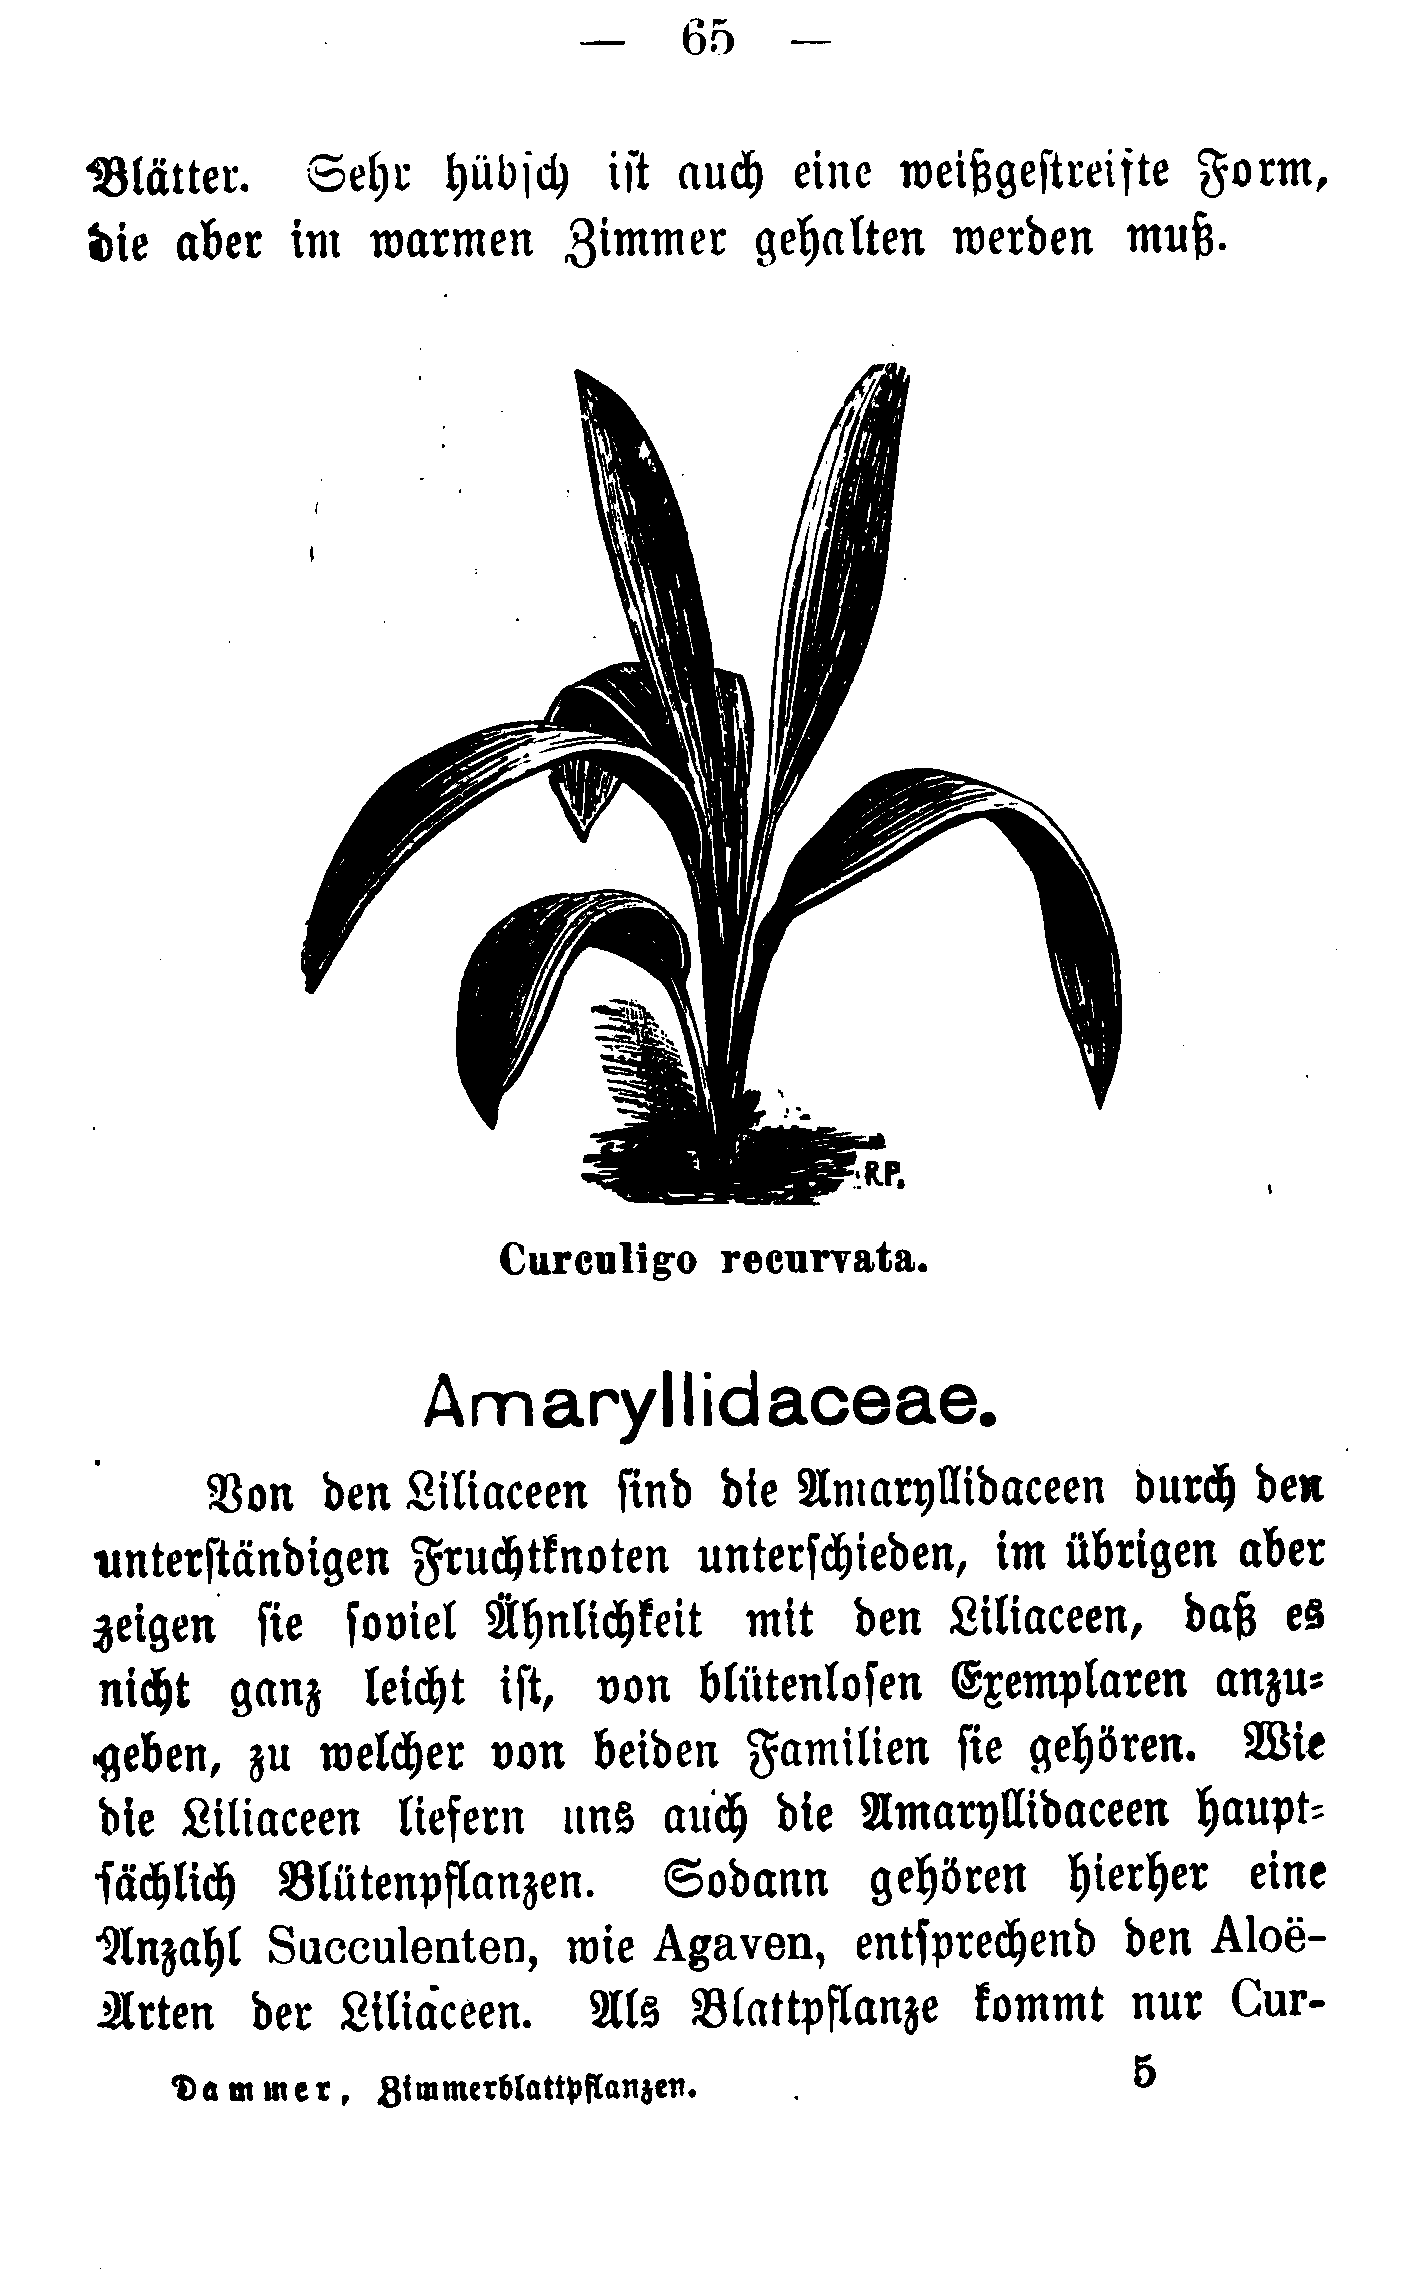 — 65 —
Blätter. Sehr hübsch ist auch eine weißgestreifte Form,
die aber im warmen Zimmer gehalten werden muß.
R.P.
Curculigo recurvata.
Amaryllidaceae.
Von den Liliaceen sind die Amaryllidaceen durch den
unterständigen Fruchtknoten unterschieden, im übrigen aber
zeigen sie soviel Ähnlichkeit mit den Liliaceen, daß es
nicht ganz leicht ist, von blütenlosen Exemplaren anzu-
geben, zu welcher von beiden Familien sie gehören. Wie
die Liliaceen liefern uns auch die Amaryllidaceen haupt-
sächlich Blütenpflanzen. Sodann gehören hierher eine
Anzahl Succulenten, wie Agaven, entsprechend den Aloë-
Arten der Liliaceen. Als Blattpflanze kommt nur Cur-
Dammer, Zimmerblattpflanzen. 5